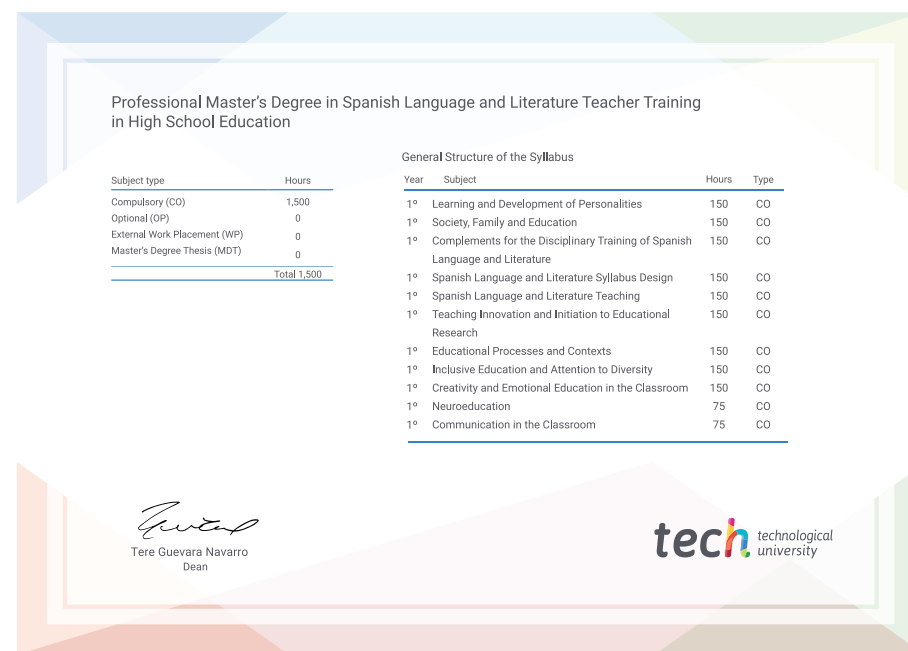 Professional Master's Degree in Spanish Language and Literature Teacher Training
in High School Education
Subject type Hours
Compulsory (CO) 1,500
Optional (OP) 0
External Work Placement (WP) 0
Master's Degree Thesis (MDT) 0
Total 1,500
General Structure of the Syllabus
Year Subject Hours Type
1º Learning and Development of Personalities 150 CO
1º Society, Family and Education 150 CO
1º Complements for the Disciplinary Training of Spanish 150 CO
Language and Literature
1º Spanish Language and Literature Syllabus Design 150 CO
1º Spanish Language and Literature Teaching 150 CO
1º Teaching Innovation and Initiation to Educational 150 CO
Research
1º Educational Processes and Contexts 150 CO
1º Inclusive Education and Attention to Diversity 150 CO
1º Creativity and Emotional Education in the Classroom 150 CO
1º Neuroeducation 75 CO
1º Communication in the Classroom 75 CO
Tere Guevara Navarro
Dean
tech technological
university